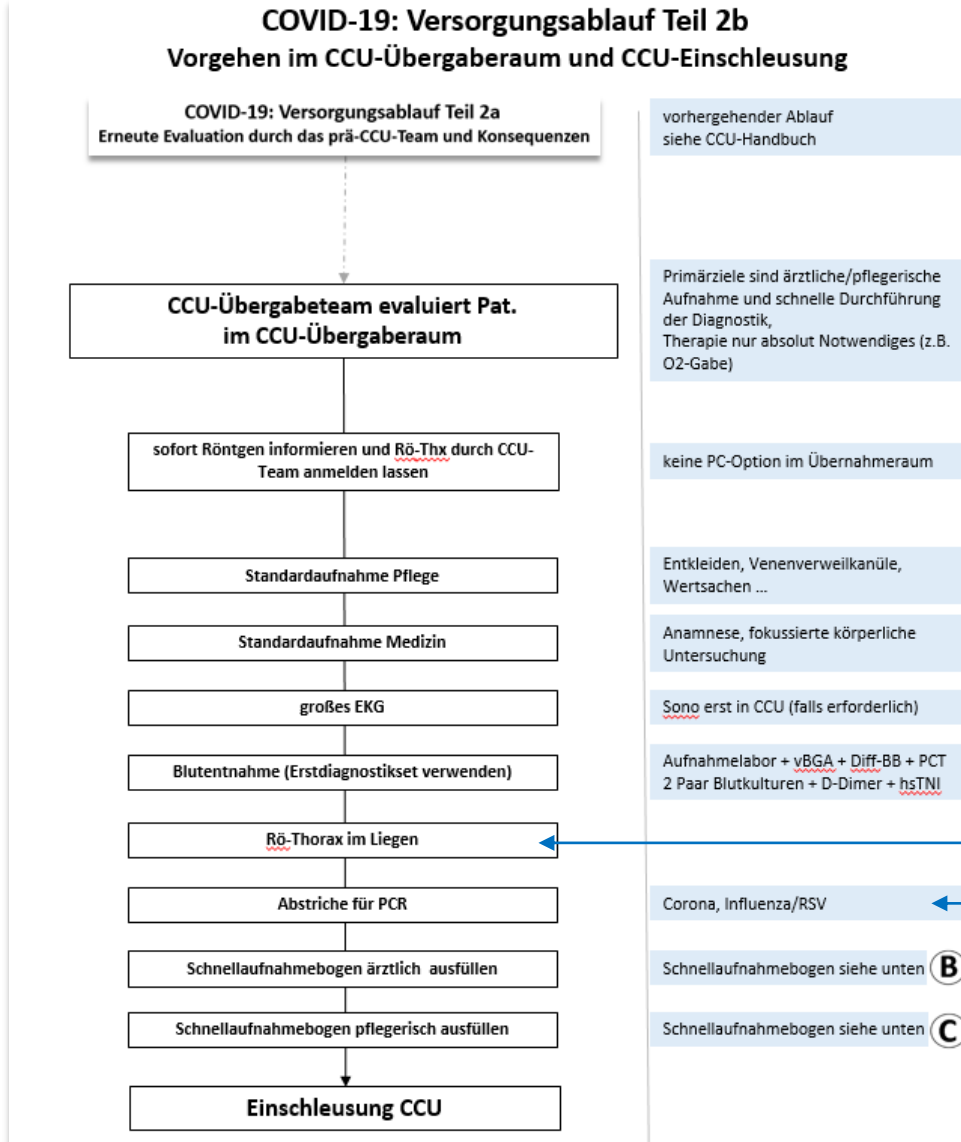 COVID-19: Versorgungsablauf Teil 2b
Vorgehen im CCU-Übergaberaum und CCU-Einschleusung
COVID-19: Versorgungsablauf Teil 2a
Erneute Evaluation durch das prä-CCU-Team und Konsequenzen
vorhergehender Ablauf
siehe CCU-Handbuch
CCU-Übergabeteam evaluiert Pat.
im CCU-Übergaberaum
Primärziele sind ärztliche/pflegerische
Aufnahme und schnelle Durchführung
der Diagnostik,
Therapie nur absolut Notwendiges (z.B.
O2-Gabe)
sofort Röntgen informieren und Rö-Thx durch CCU-
Team anmelden lassen
keine PC-Option im Übernahmeraum
Standardaufnahme Pflege
Entkleiden, Venenverweilkanüle,
Wertsachen ...
Standardaufnahme Medizin
Anamnese, fokussierte körperliche
Untersuchung
großes EKG
Sono erst in CCU (falls erforderlich)
Blutentnahme (Erstdiagnostikset verwenden)
Aufnahmelabor + vBGA + Diff-BB + PCT
2 Paar Blutkulturen + D-Dimer + hsTNI
Rö-Thorax im Liegen
Abstriche für PCR
Corona, Influenza/RSV
Schnellaufnahmebogen ärztlich ausfüllen
Schnellaufnahmebogen siehe unten B
Schnellaufnahmebogen pflegerisch ausfüllen
Schnellaufnahmebogen siehe unten C
Einschleusung CCU